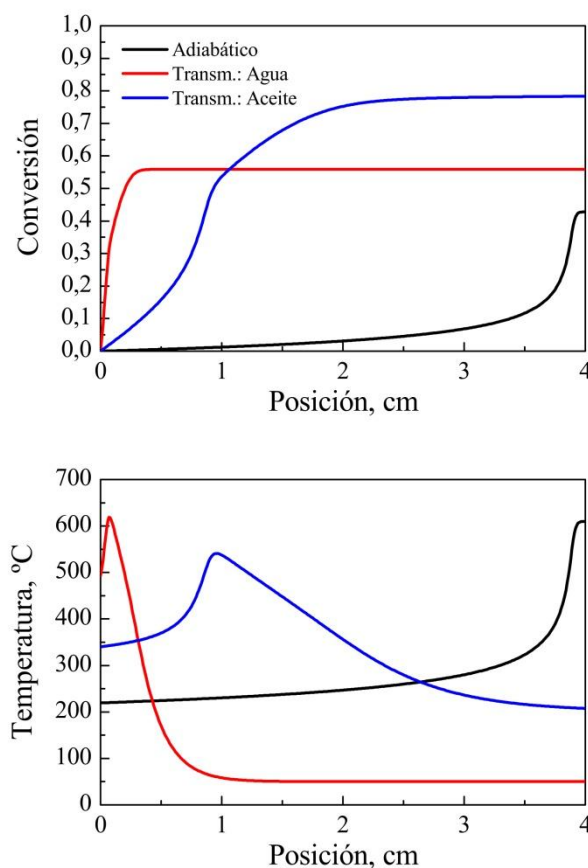 1,0
0,9
0,8
0,7
0,6
0,5
0,4
0,3
0,2
0,1
0,0
Conversión
Adiabático
Transm.: Agua
Transm.: Aceite
0 1 2 3 4
Posición, cm
700
600
500
400
300
200
100
0
Temperatura, ºC
0 1 2 3 4
Posición, cm